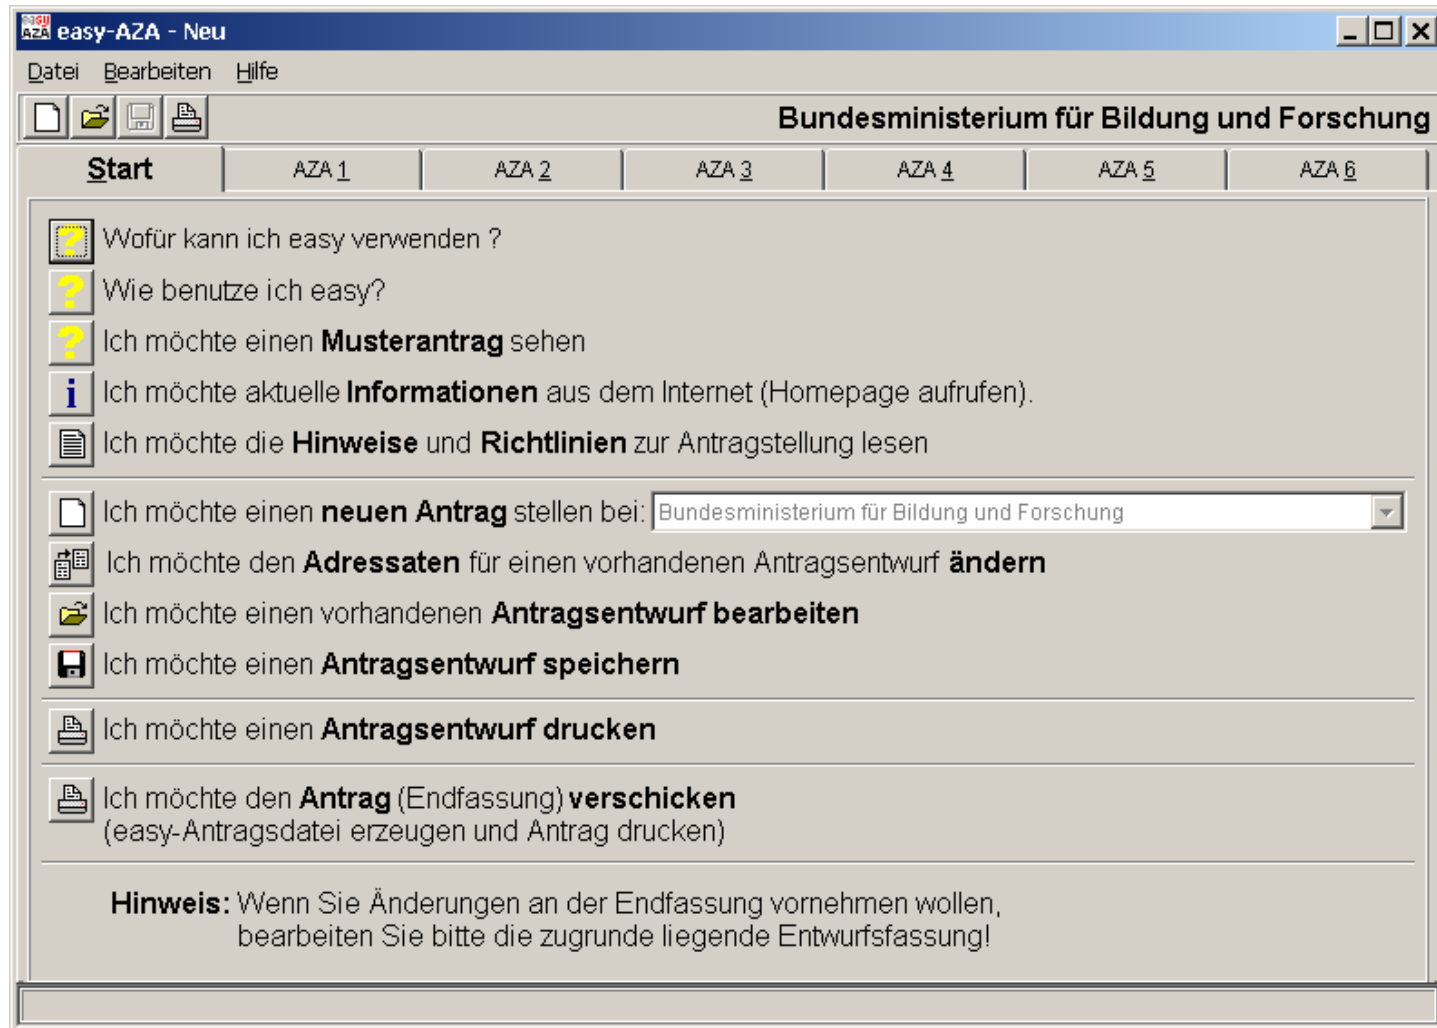 easy-AZA - Neu
Datei Bearbeiten Hilfe
Bundesministerium für Bildung und Forschung
Start AZA 1 AZA 2 AZA 3 AZA 4 AZA 5 AZA 6
Wofür kann ich easy verwenden ?
Wie benutze ich easy?
Ich möchte einen Musterantrag sehen
Ich möchte aktuelle Informationen aus dem Internet (Homepage aufrufen).
Ich möchte die Hinweise und Richtlinien zur Antragstellung lesen
Ich möchte einen neuen Antrag stellen bei: Bundesministerium für Bildung und Forschung
Ich möchte den Adressaten für einen vorhandenen Antragsentwurf ändern
Ich möchte einen vorhandenen Antragsentwurf bearbeiten
Ich möchte einen Antragsentwurf speichern
Ich möchte einen Antragsentwurf drucken
Ich möchte den Antrag (Endfassung) verschicken
(easy-Antragsdatei erzeugen und Antrag drucken)
Hinweis: Wenn Sie Änderungen an der Endfassung vornehmen wollen,
bearbeiten Sie bitte die zugrunde liegende Entwurfsfassung!